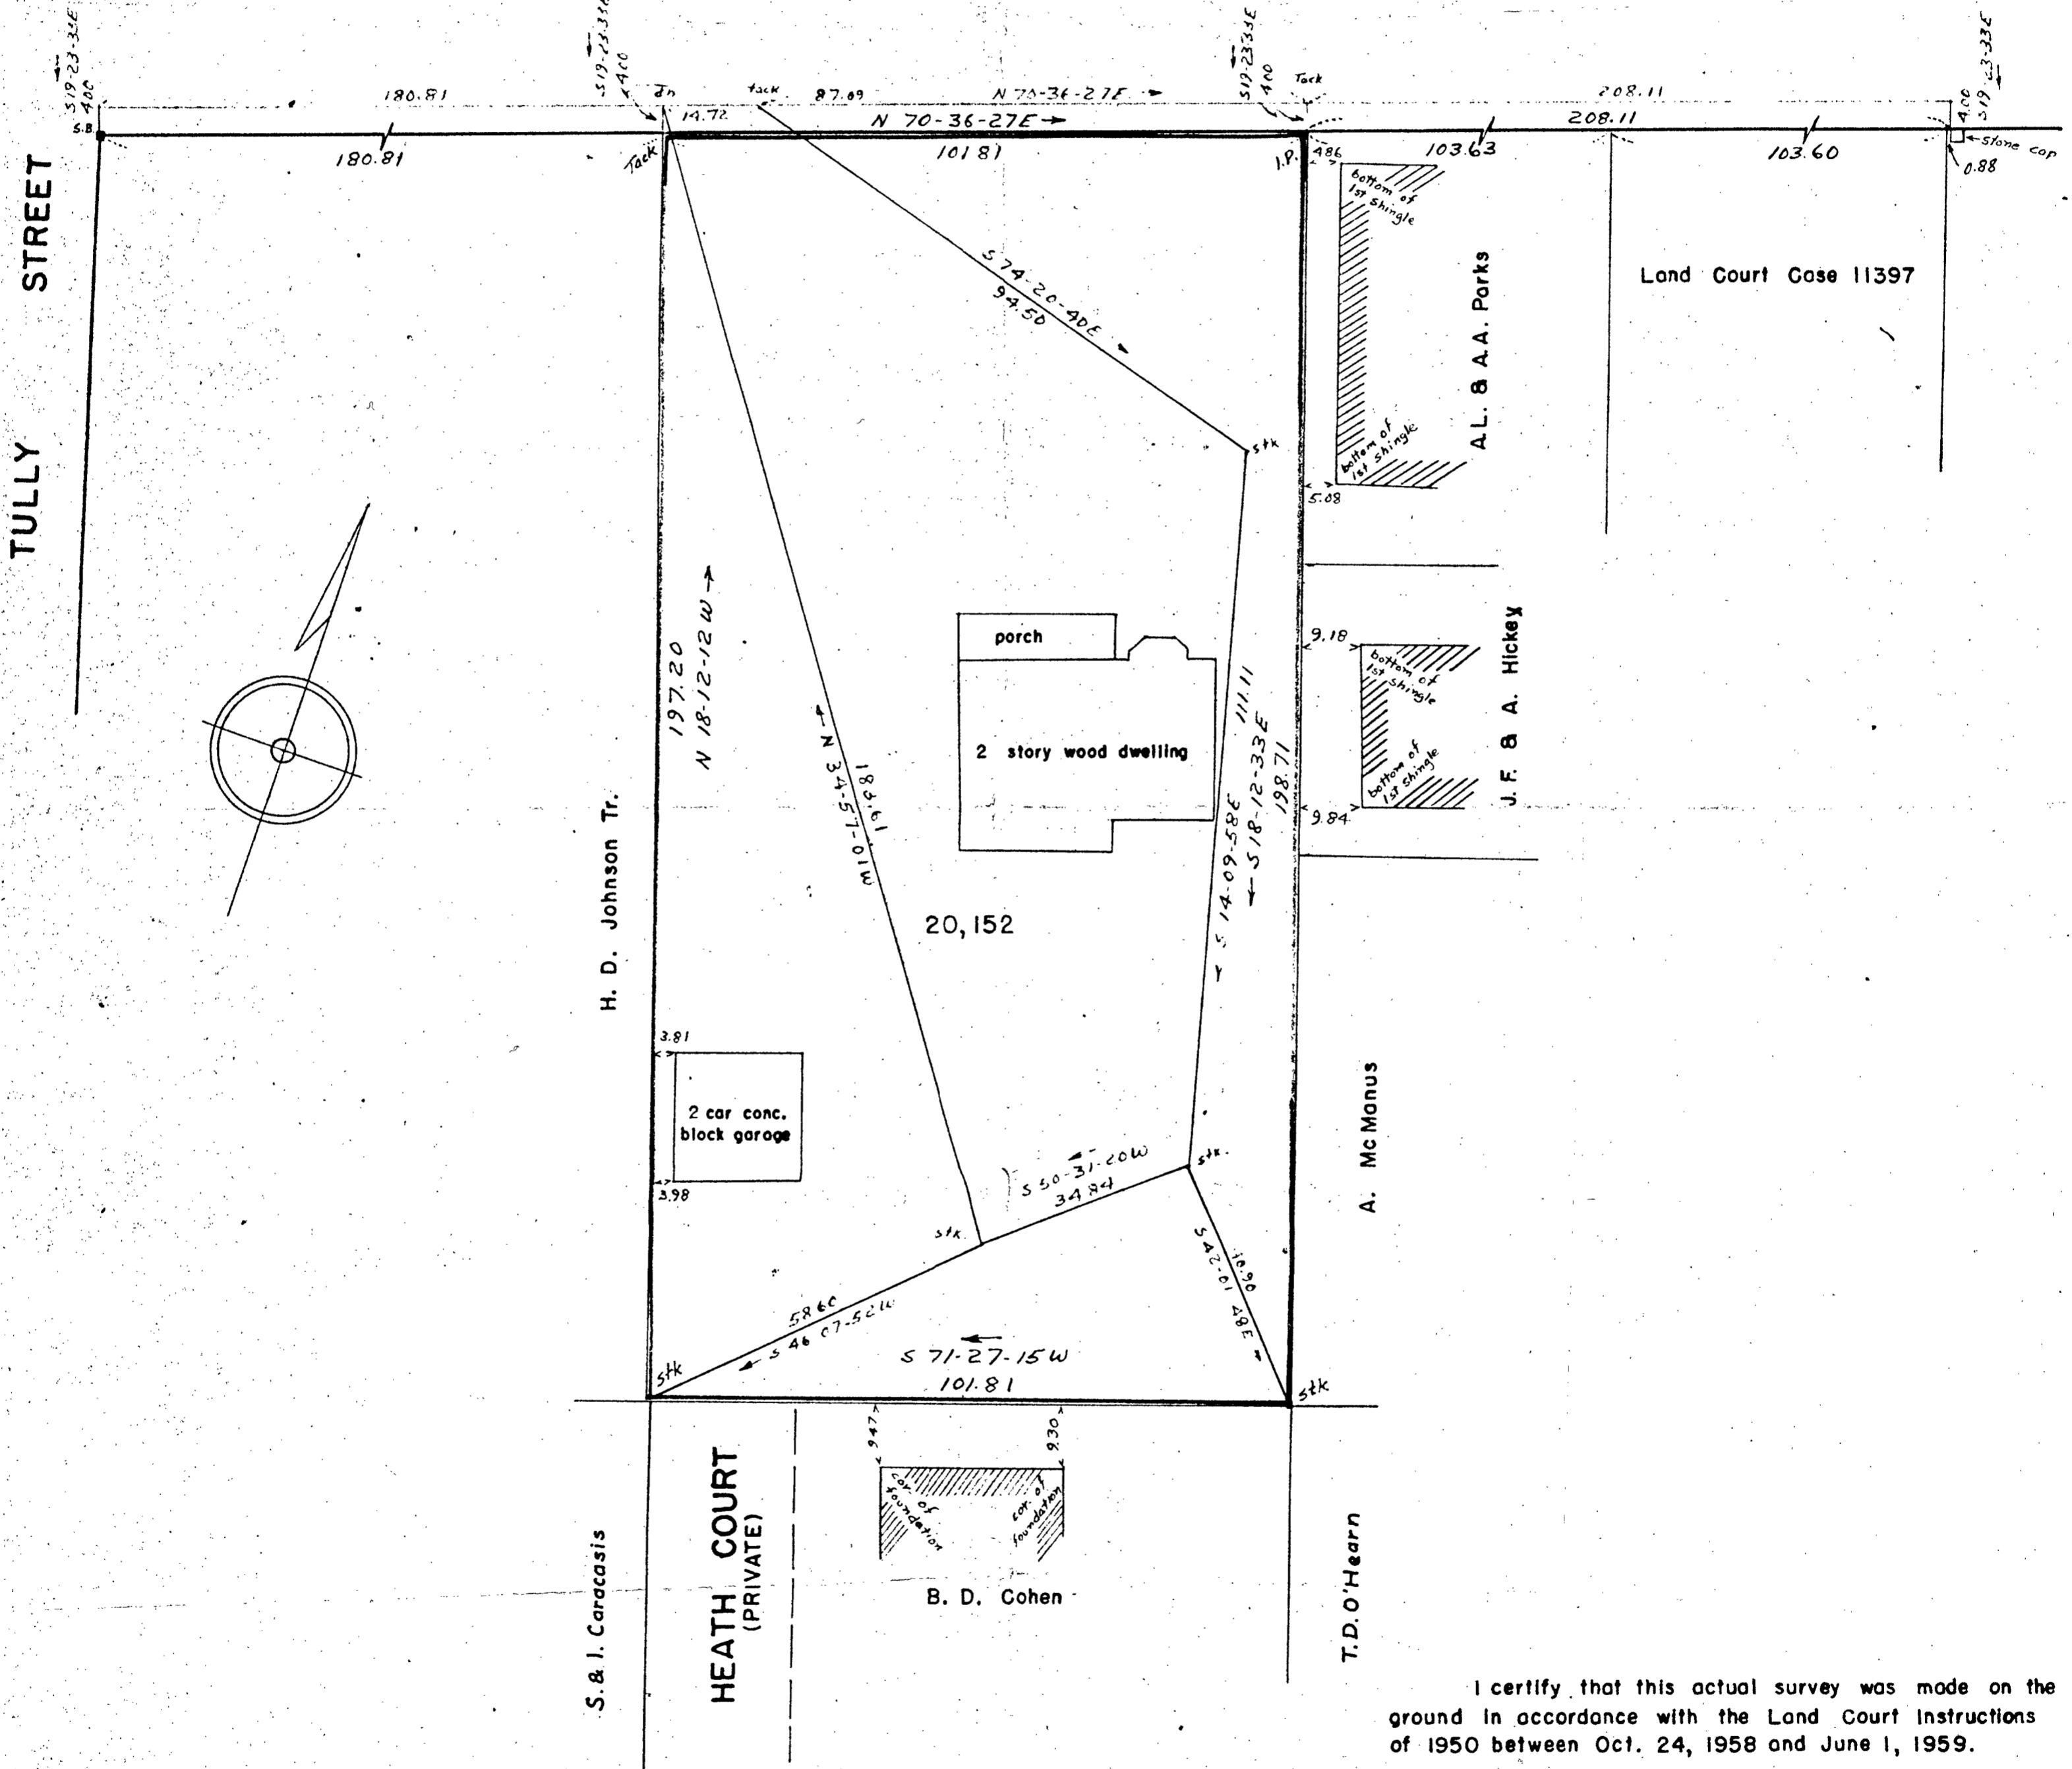 S19-23-33E
4.00
S.B.
180.81
180.81
S19-23-33E
4.00
Tack
14.72
tack
87.09
N 70-36-27E
N 70-36-27E
101.81
S19-23-33E
4.00
Tack
I.P.
208.11
208.11
103.63
103.60
4.00
S19-23-33E
stone cap
0.88
TULLY STREET
4.86
bottom of
1st shingle
bottom of
1st shingle
5.08
A.L. & A.A. Parks
Land Court Case 11397
S 74-20-40E
94.50
stk
197.20
N 18-12-12W
N 34-57-01W
porch
2 story wood dwelling
111.11
S 14-09-58E
S 18-12-33E
198.71
9.18
bottom of
1st shingle
bottom of
1st shingle
9.84
J.F. & A. Hickey
H. D. Johnson Tr.
20,152
3.81
2 car conc.
block garage
3.98
A. McManus
S 50-31-20W
stk.
stk.
58.60
S 46 07-52W
S 42-01 48E
stk
S 71-27-15W
101.81
stk
9.47
9.30
cor. of
foundation
cor. of
foundation
B. D. Cohen
S. & I. Caracasis
HEATH COURT
(PRIVATE)
T.D. O'Hearn
I certify that this actual survey was made on the
ground in accordance with the Land Court Instructions
of 1950 between Oct. 24, 1958 and June 1, 1959.